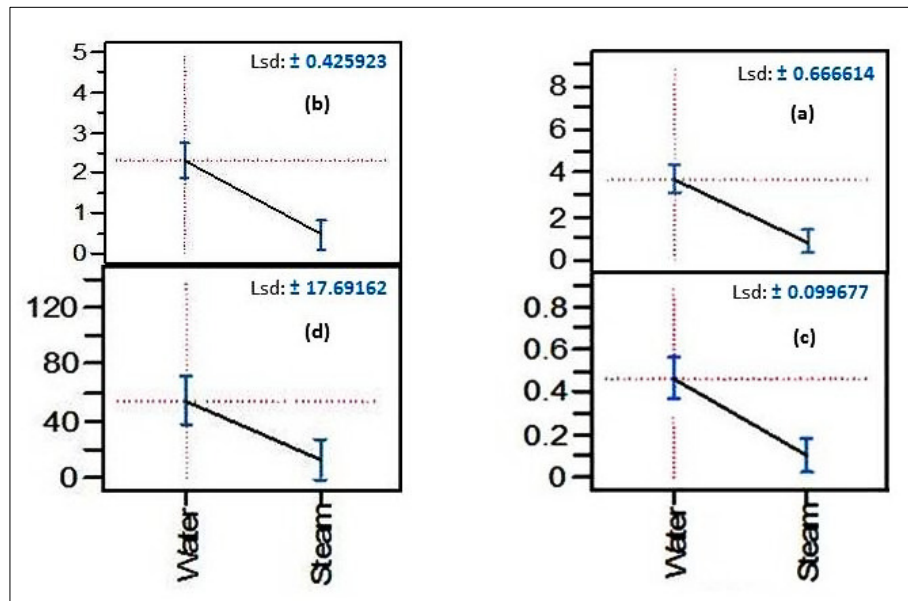 5
4
3
2
1
0
Lsd: ± 0.425923
(b)
8
6
4
2
0
Lsd: ± 0.666614
(a)
120
80
40
0
Lsd: ± 17.69162
(d)
0.8
0.6
0.4
0.2
0
Lsd: ± 0.099677
(c)
Water
Steam
Water
Steam